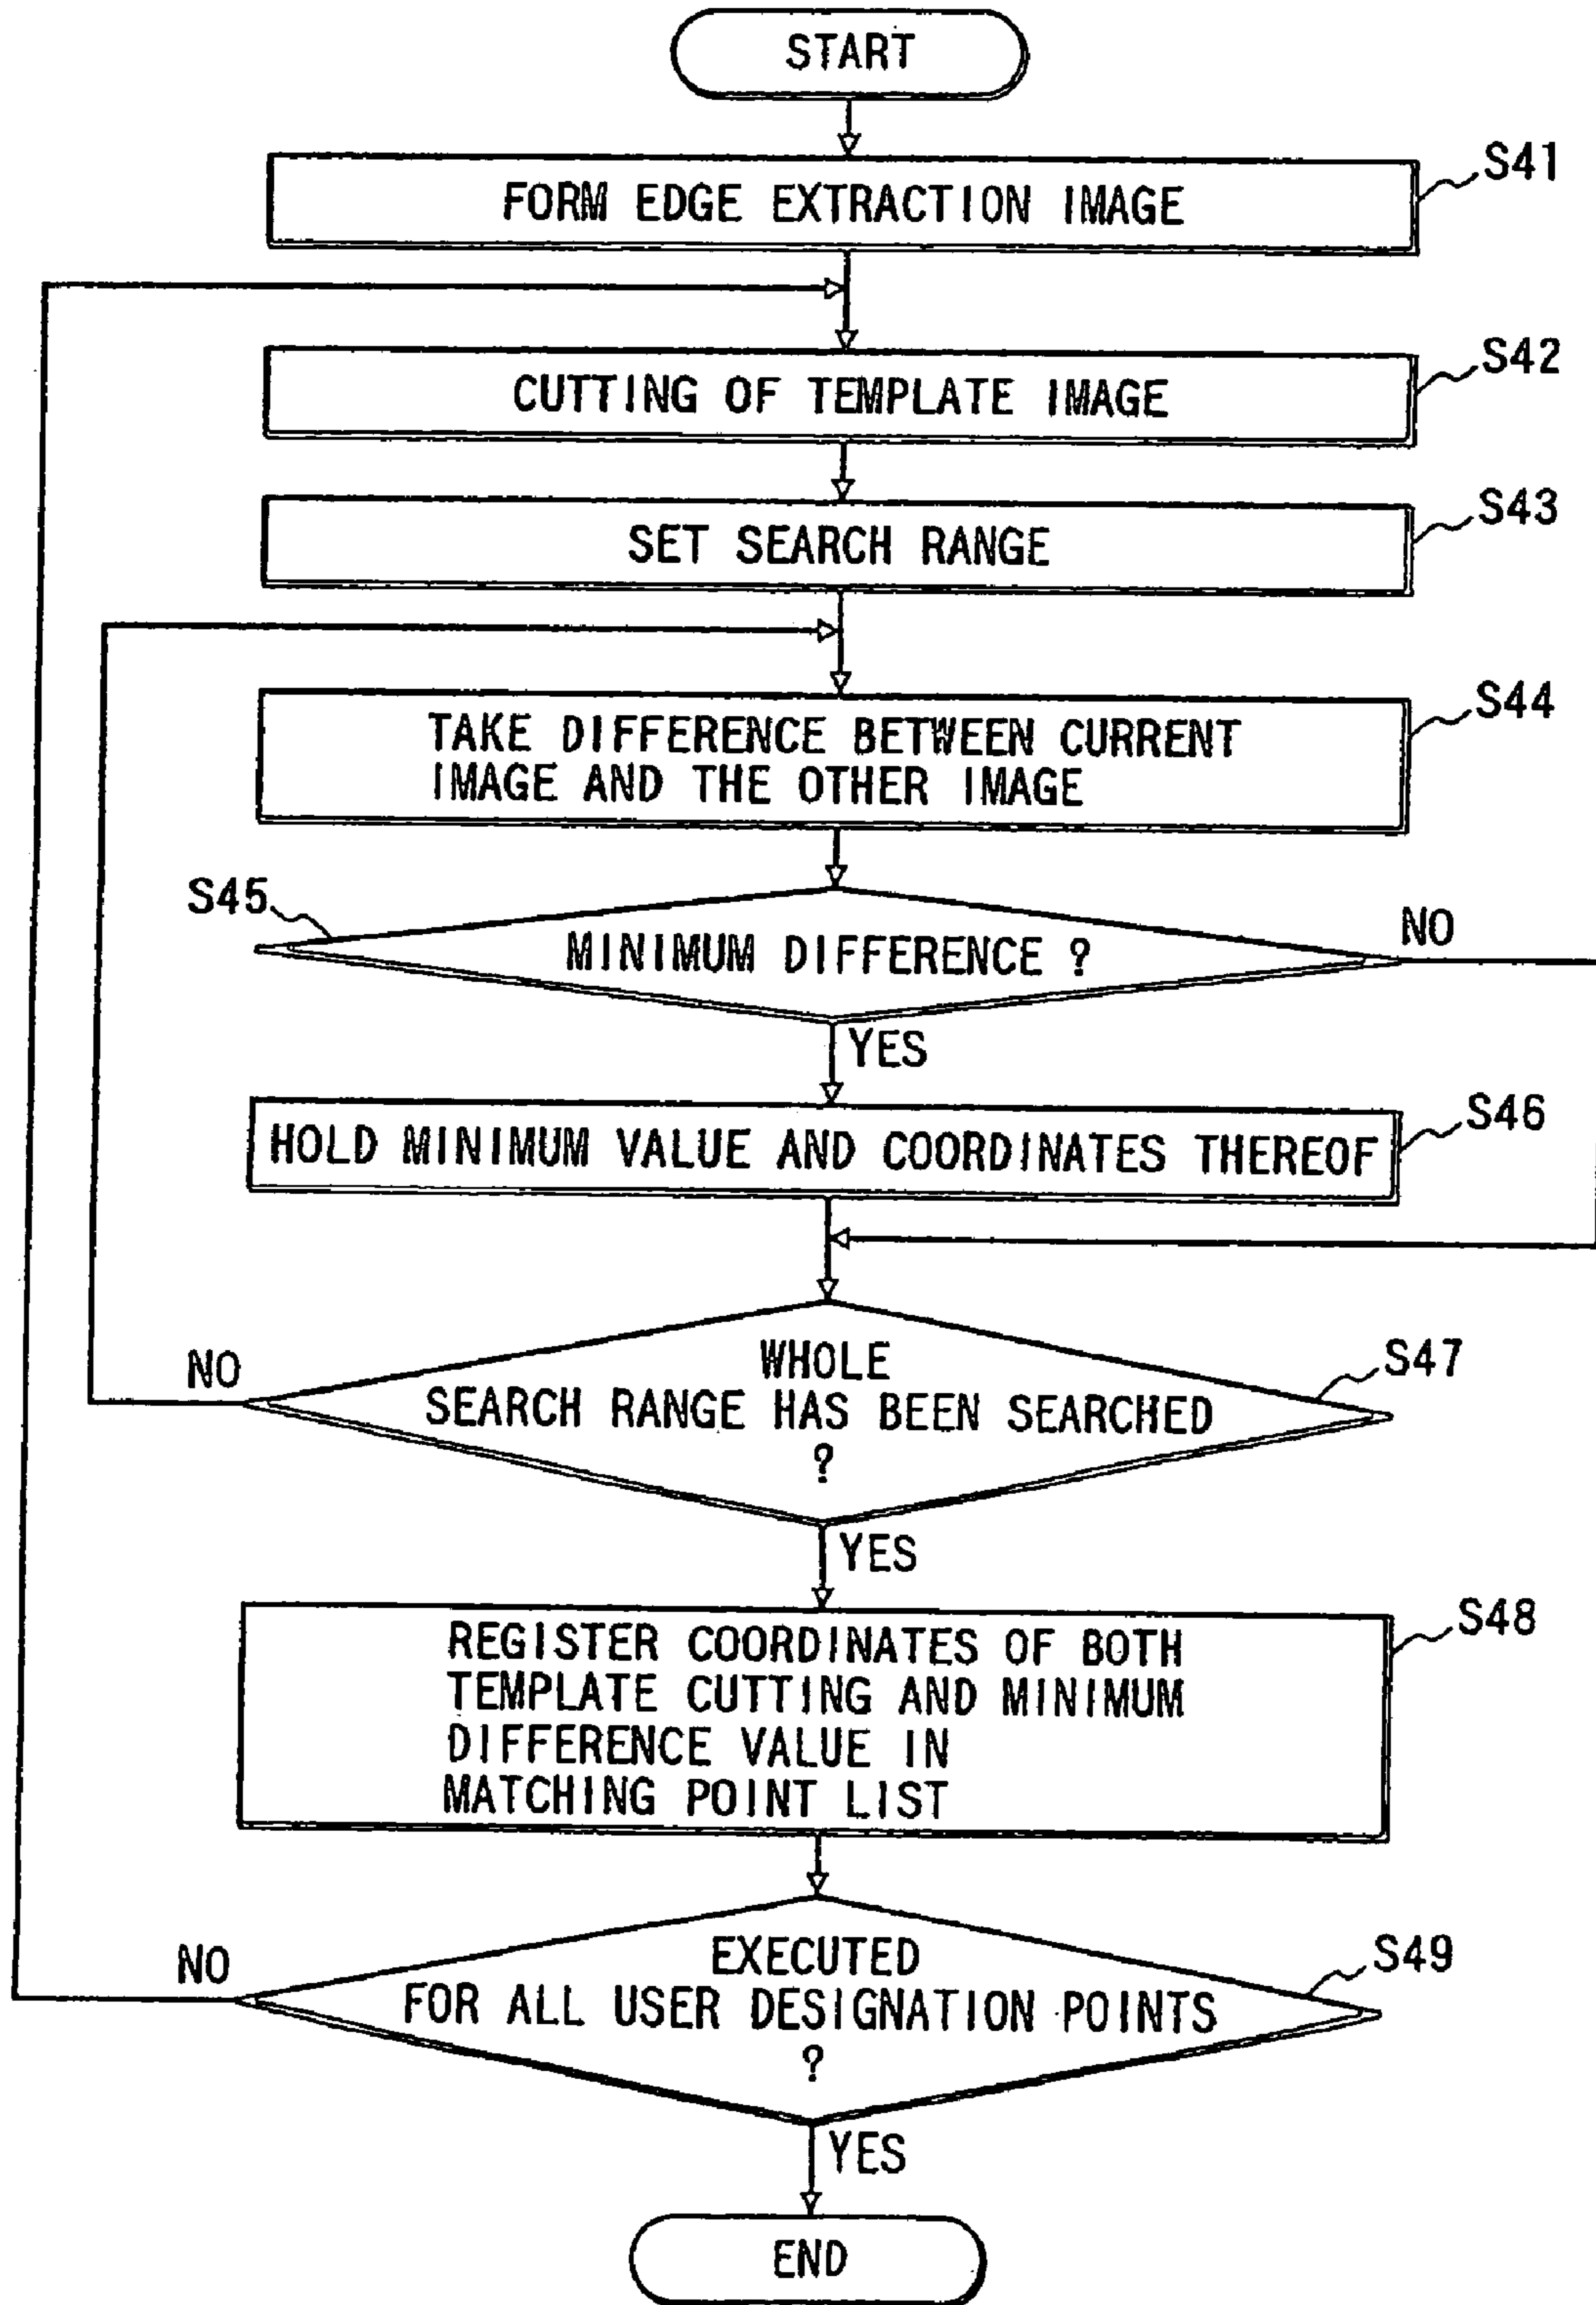 START
FORM EDGE EXTRACTION IMAGE
S41
CUTTING OF TEMPLATE IMAGE
S42
SET SEARCH RANGE
S43
TAKE DIFFERENCE BETWEEN CURRENT
IMAGE AND THE OTHER IMAGE
S44
S45
MINIMUM DIFFERENCE ?
NO
YES
HOLD MINIMUM VALUE AND COORDINATES THEREOF
S46
WHOLE
SEARCH RANGE HAS BEEN SEARCHED
?
S47
NO
YES
REGISTER COORDINATES OF BOTH
TEMPLATE CUTTING AND MINIMUM
DIFFERENCE VALUE IN
MATCHING POINT LIST
S48
EXECUTED
FOR ALL USER DESIGNATION POINTS
?
S49
NO
YES
END